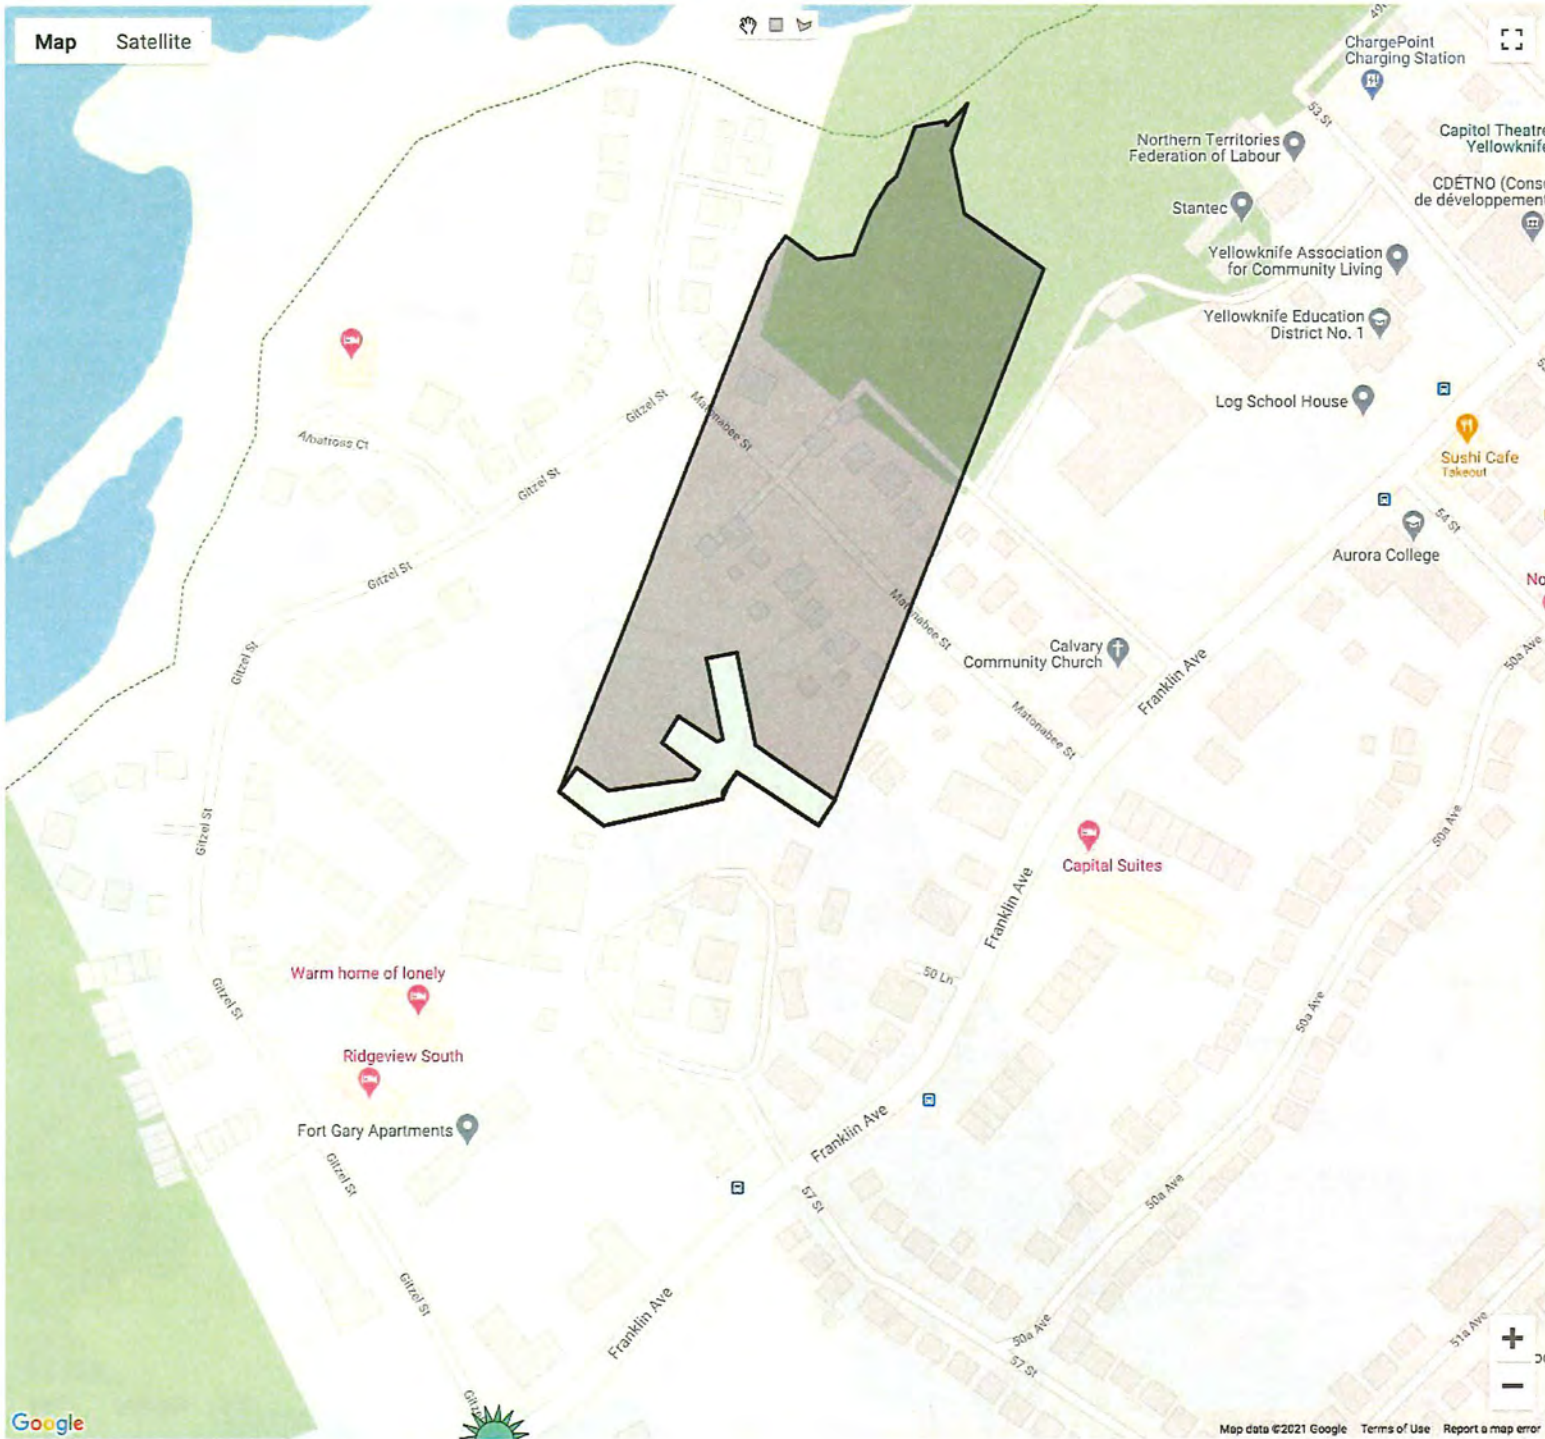 Map Satellite
49t
ChargePoint
Charging Station
53 St
Northern Territories
Federation of Labour
Capitol Theatre
Yellowknife
CDÉTNO (Cons
de développement
Stantec
Yellowknife Association
for Community Living
Yellowknife Education
District No. 1
Log School House
Sushi Cafe
Takeout
Gitzel St
Matonabee St
Albatross Ct
Gitzel St
54 St
Aurora College
Gitzel St
No
Matonabee St
Gitzel St
Calvary
Community Church
50a Ave
Franklin Ave
Matonabee St
Gitzel St
50a Ave
Capital Suites
Franklin Ave
Warm home of lonely
50 Ln
Gitzel St
50a Ave
Ridgeview South
Fort Gary Apartments
Franklin Ave
Gitzel St
57 St
50a Ave
Gitzel St
Franklin Ave
50a Ave
51a Ave
57 St
Gitze
Google
Map data ©2021 Google Terms of Use Report a map error